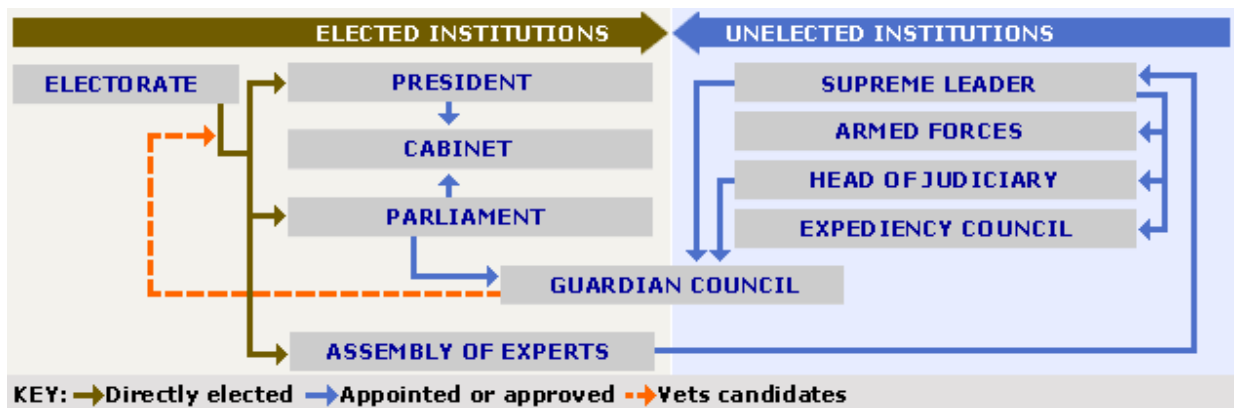 ELECTED INSTITUTIONS
UNELECTED INSTITUTIONS
ELECTORATE
PRESIDENT
SUPREME LEADER
CABINET
ARMED FORCES
PARLIAMENT
HEAD OF JUDICIARY
EXPEDIENCY COUNCIL
GUARDIAN COUNCIL
ASSEMBLY OF EXPERTS
KEY: Directly elected Appointed or approved Vets candidates